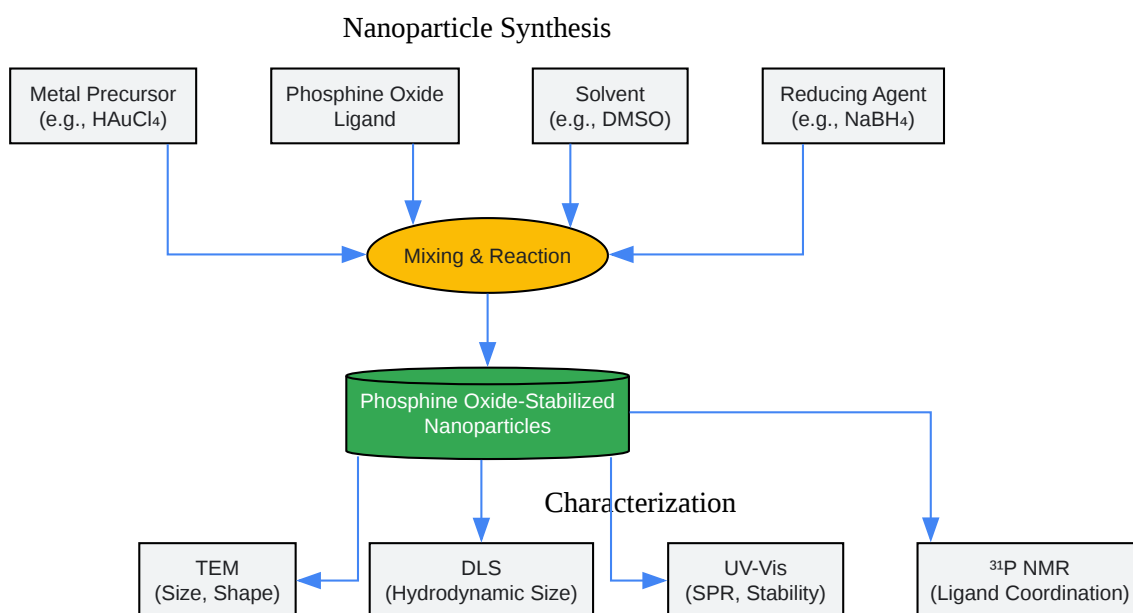 Nanoparticle Synthesis
Metal Precursor
(e.g., HAuCl₄)
Phosphine Oxide
Ligand
Solvent
(e.g., DMSO)
Reducing Agent
(e.g., NaBH₄)
Mixing & Reaction
Phosphine Oxide-Stabilized
Nanoparticles
Characterization
TEM
(Size, Shape)
DLS
(Hydrodynamic Size)
UV-Vis
(SPR, Stability)
³¹P NMR
(Ligand Coordination)